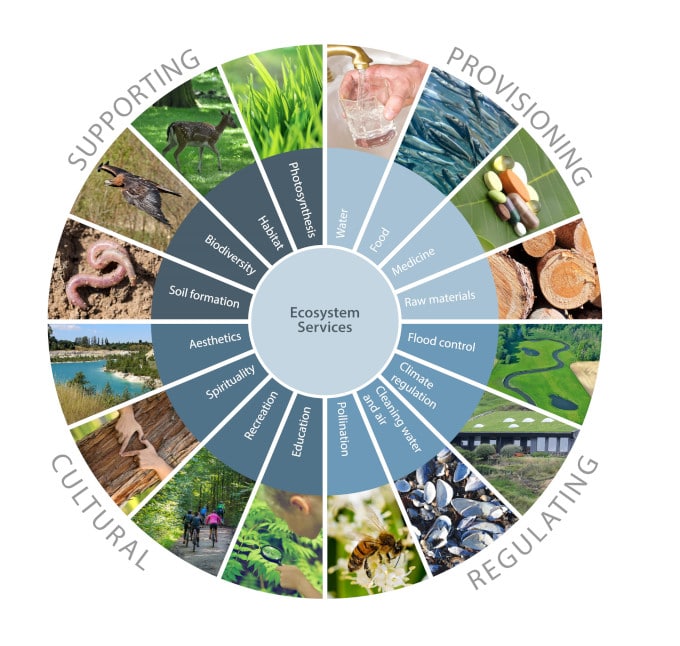 SUPPORTING
PROVISIONING
Photosynthesis
Habitat
Biodiversity
Soil formation
Water
Food
Medicine
Raw materials
Ecosystem
Services
Aesthetics
Spirituality
Recreation
Education
Flood control
Climate
regulation
Cleaning water
and air
Pollination
CULTURAL
REGULATING